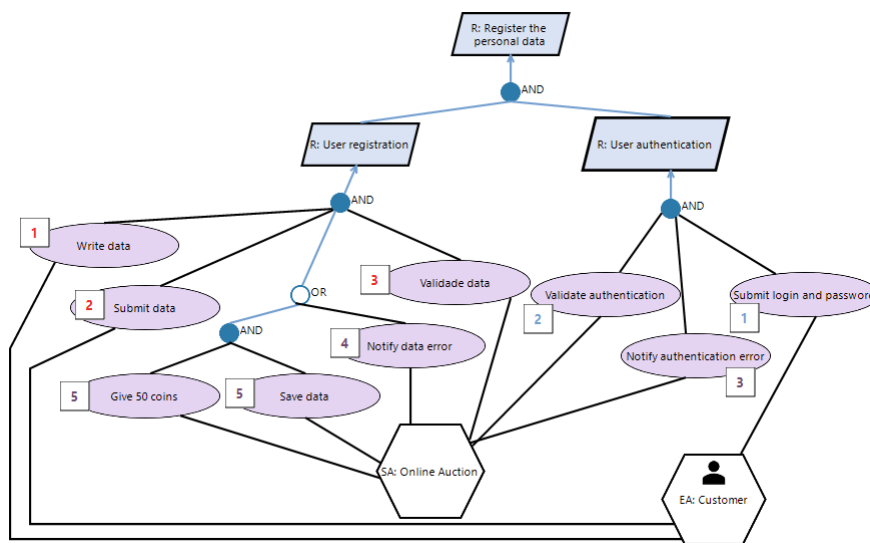 R: Register the
personal data
AND
R: User registration
R: User authentication
AND
AND
1
Write data
3
Validade data
2
Submit data
OR
Validate authentication
2
Submit login and password
1
AND
4
Notify data error
Notify authentication error
3
5
Give 50 coins
5
Save data
SA: Online Auction
EA: Customer